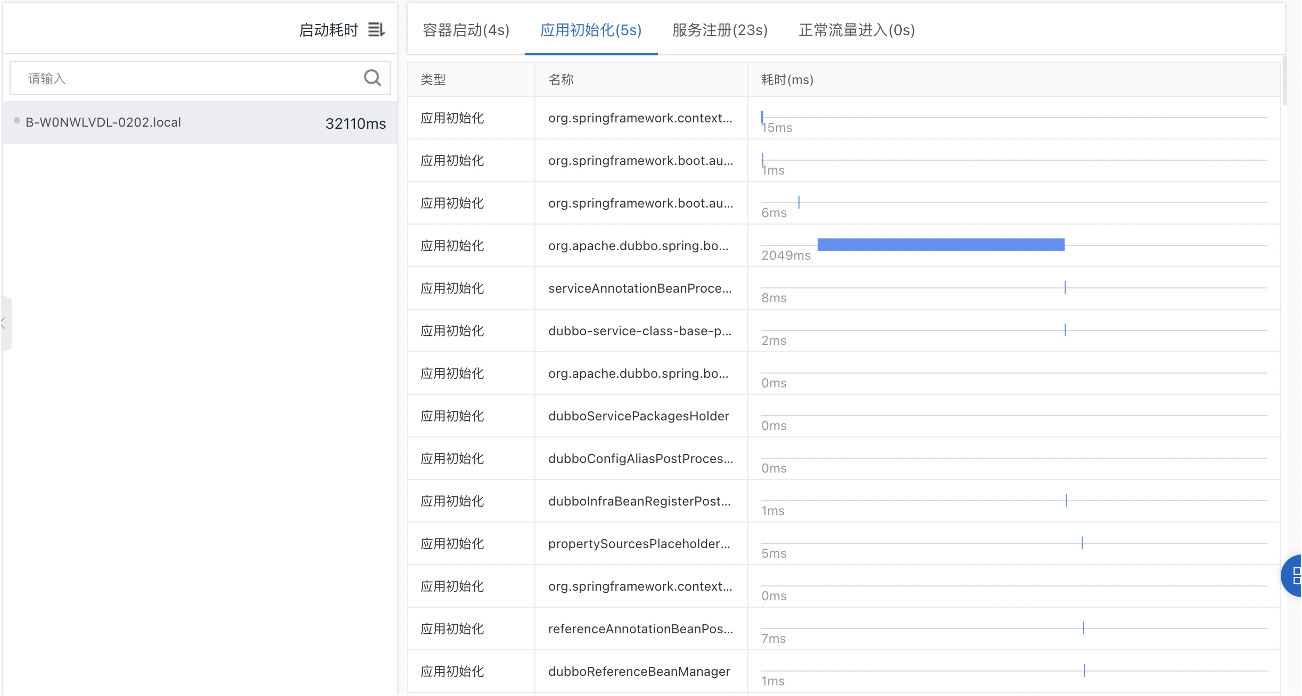 启动耗时
请输入
B-W0NWLVDL-0202.local 32110ms
容器启动(4s) 应用初始化(5s) 服务注册(23s) 正常流量进入(0s)
类型 名称 耗时(ms)
应用初始化 org.springframework.context... 15ms
应用初始化 org.springframework.boot.au... 1ms
应用初始化 org.springframework.boot.au... 6ms
应用初始化 org.apache.dubbo.spring.bo... 2049ms
应用初始化 serviceAnnotationBeanProce... 8ms
应用初始化 dubbo-service-class-base-p... 2ms
应用初始化 org.apache.dubbo.spring.bo... 0ms
应用初始化 dubboServicePackagesHolder 0ms
应用初始化 dubboConfigAliasPostProces... 0ms
应用初始化 dubboInfraBeanRegisterPost... 1ms
应用初始化 propertySourcesPlaceholder... 5ms
应用初始化 org.springframework.context... 0ms
应用初始化 referenceAnnotationBeanPos... 7ms
应用初始化 dubboReferenceBeanManager 1ms